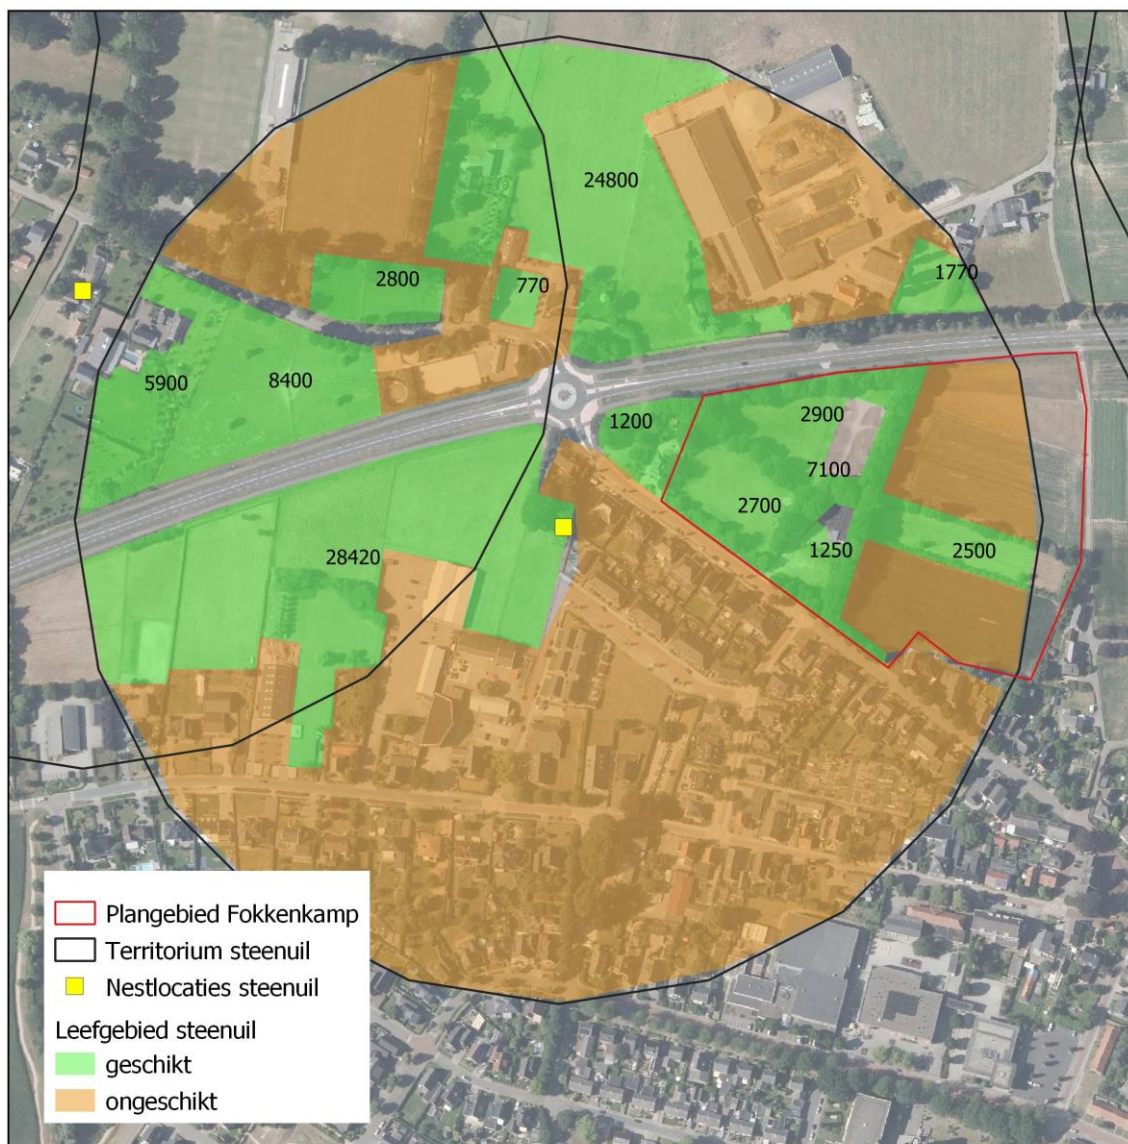 24800
2800
770
1770
5900
8400
1200
2900
7100
2700
28420
1250
2500
Plangebied Fokkenkamp
Territorium steenuil
Nestlocaties steenuil
Leefgebied steenuil
geschikt
ongeschikt